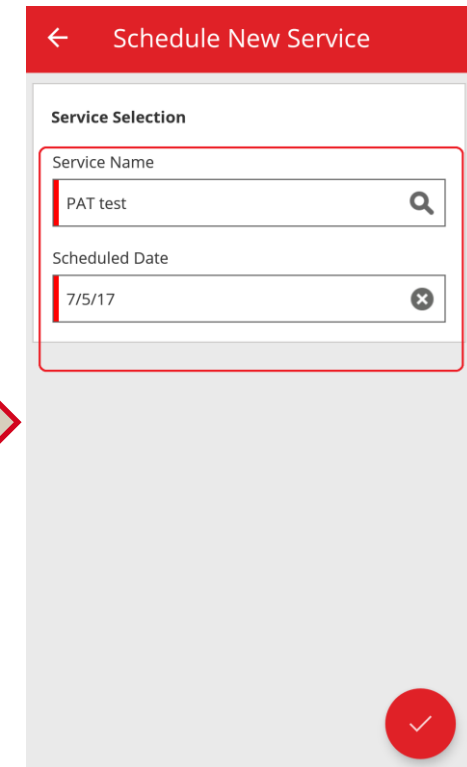 Schedule New Service
Service Selection
Service Name
PAT test
Scheduled Date
7/5/17